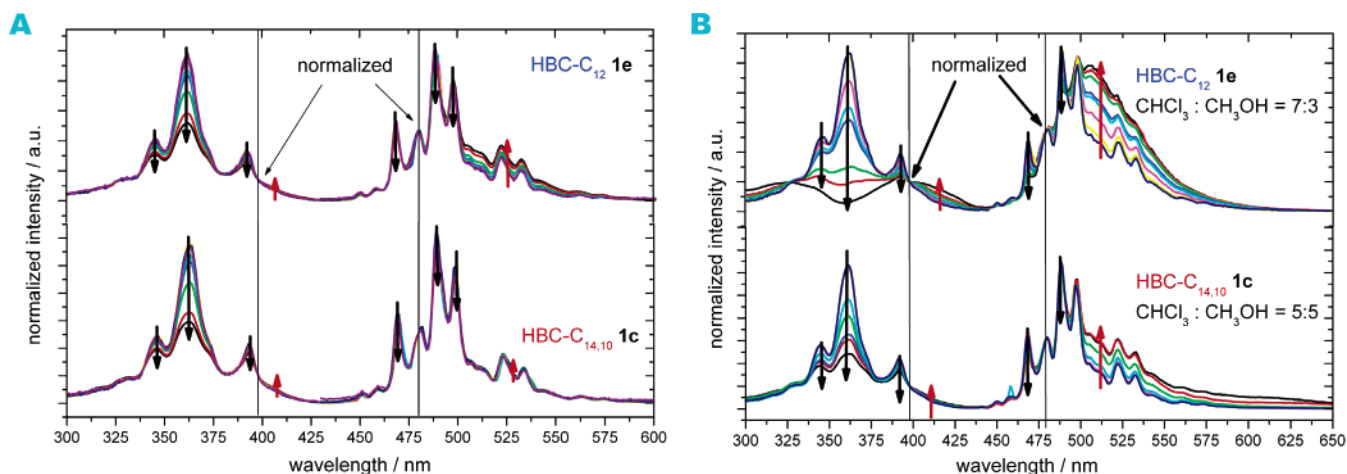 A
normalized intensity / a.u.
normalized
HBC-C₁₂ 1e
HBC-C₁₄,₁₀ 1c
300 325 350 375 400 425 450 475 500 525 550 575 600
wavelength / nm
B
normalized intensity / a.u.
normalized
HBC-C₁₂ 1e
CHCl₃ : CH₃OH = 7:3
HBC-C₁₄,₁₀ 1c
CHCl₃ : CH₃OH = 5:5
300 325 350 375 400 425 450 475 500 525 550 575 600 625 650
wavelength / nm